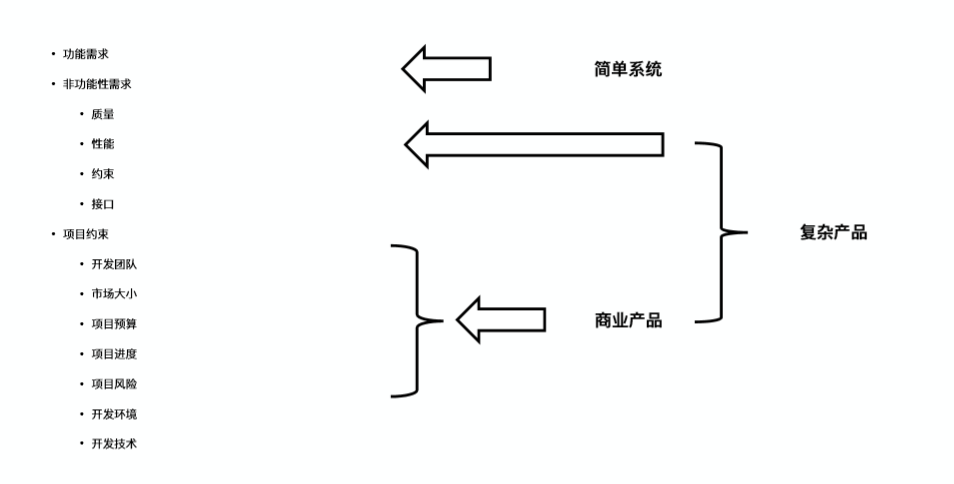 功能需求
非功能性需求
质量
性能
约束
接口
项目约束
开发团队
市场大小
项目预算
项目进度
项目风险
开发环境
开发技术
简单系统
复杂产品
商业产品